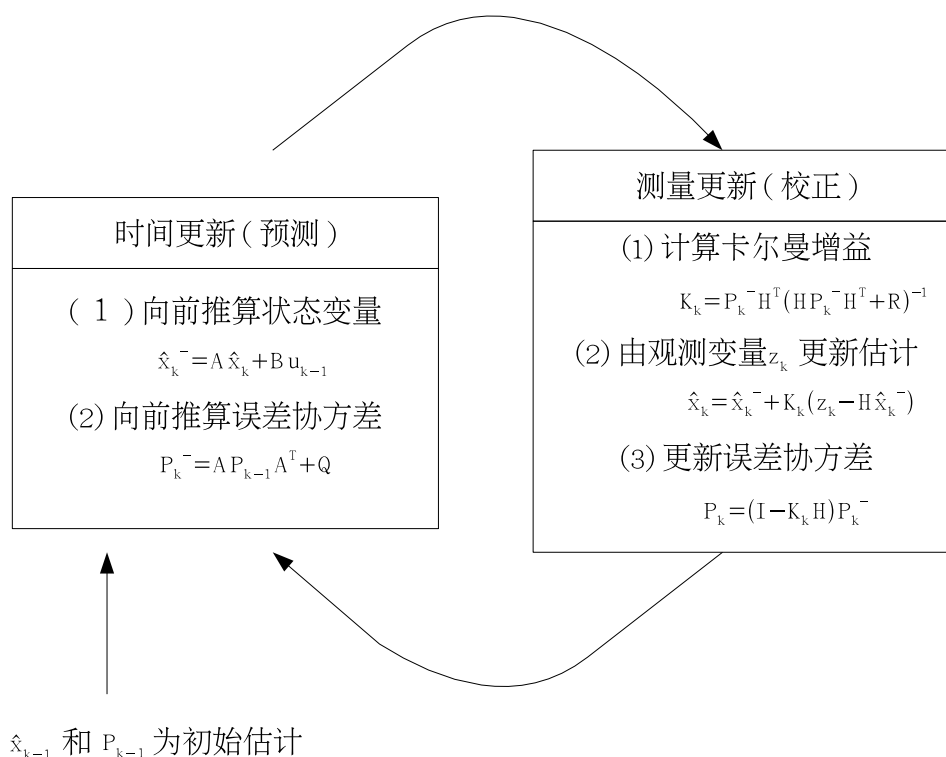 时间更新(预测)
(1)向前推算状态变量
x̂ₖ⁻=Ax̂ₖ+Buₖ₋₁
(2)向前推算误差协方差
Pₖ⁻=APₖ₋₁Aᵀ+Q
测量更新(校正)
(1)计算卡尔曼增益
Kₖ=Pₖ⁻Hᵀ(HPₖ⁻Hᵀ+R)⁻¹
(2)由观测变量zₖ更新估计
x̂ₖ=x̂ₖ⁻+Kₖ(zₖ−Hx̂ₖ⁻)
(3)更新误差协方差
Pₖ=(I−KₖH)Pₖ⁻
x̂ₖ₋₁ 和 Pₖ₋₁ 为初始估计